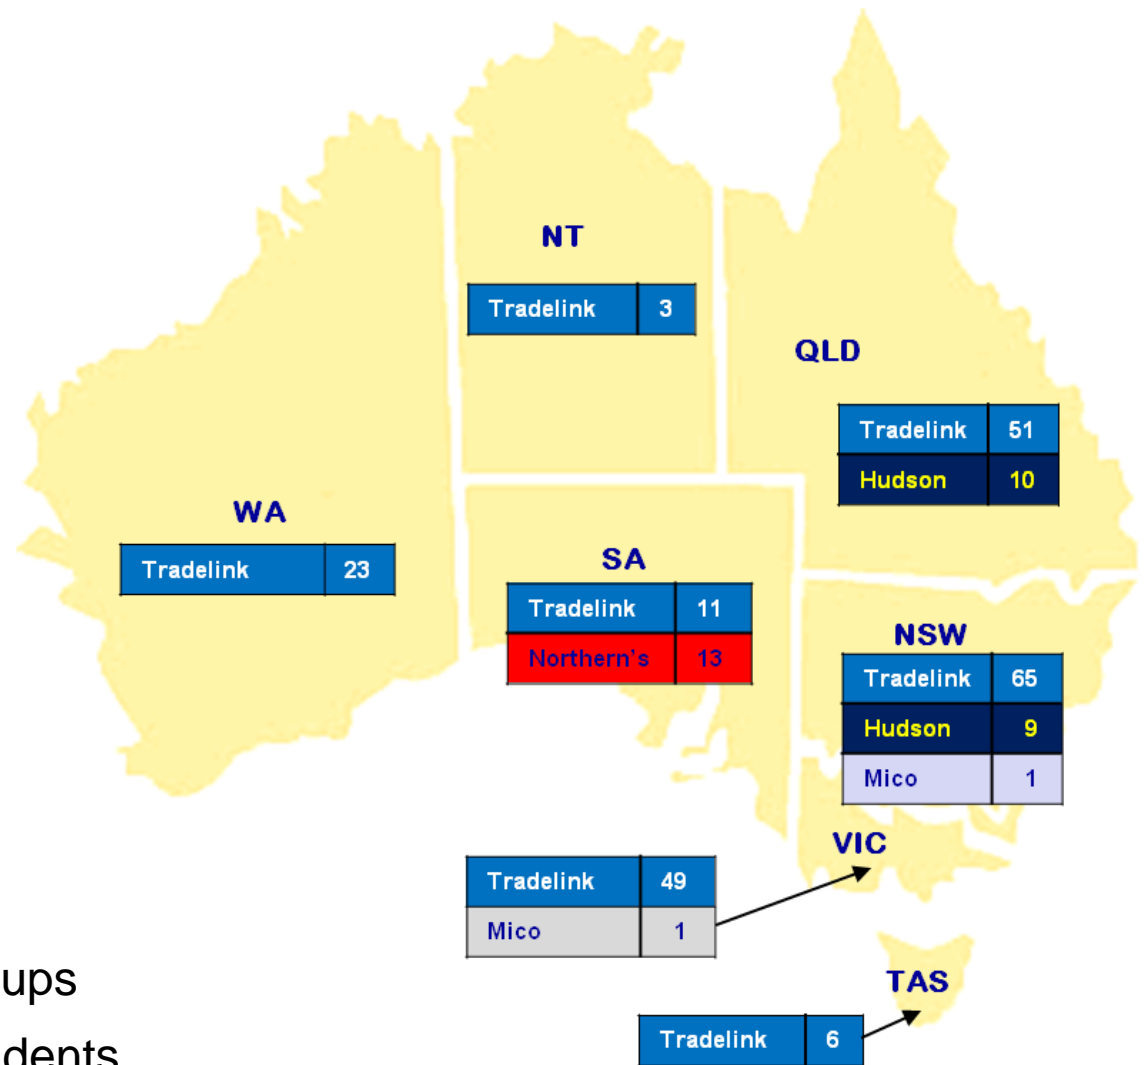 NT
Tradelink 3
QLD
Tradelink 51
Hudson 10
WA
Tradelink 23
SA
Tradelink 11
Northern's 13
NSW
Tradelink 65
Hudson 9
Mico 1
VIC
Tradelink 49
Mico 1
TAS
Tradelink 6
ups
dents